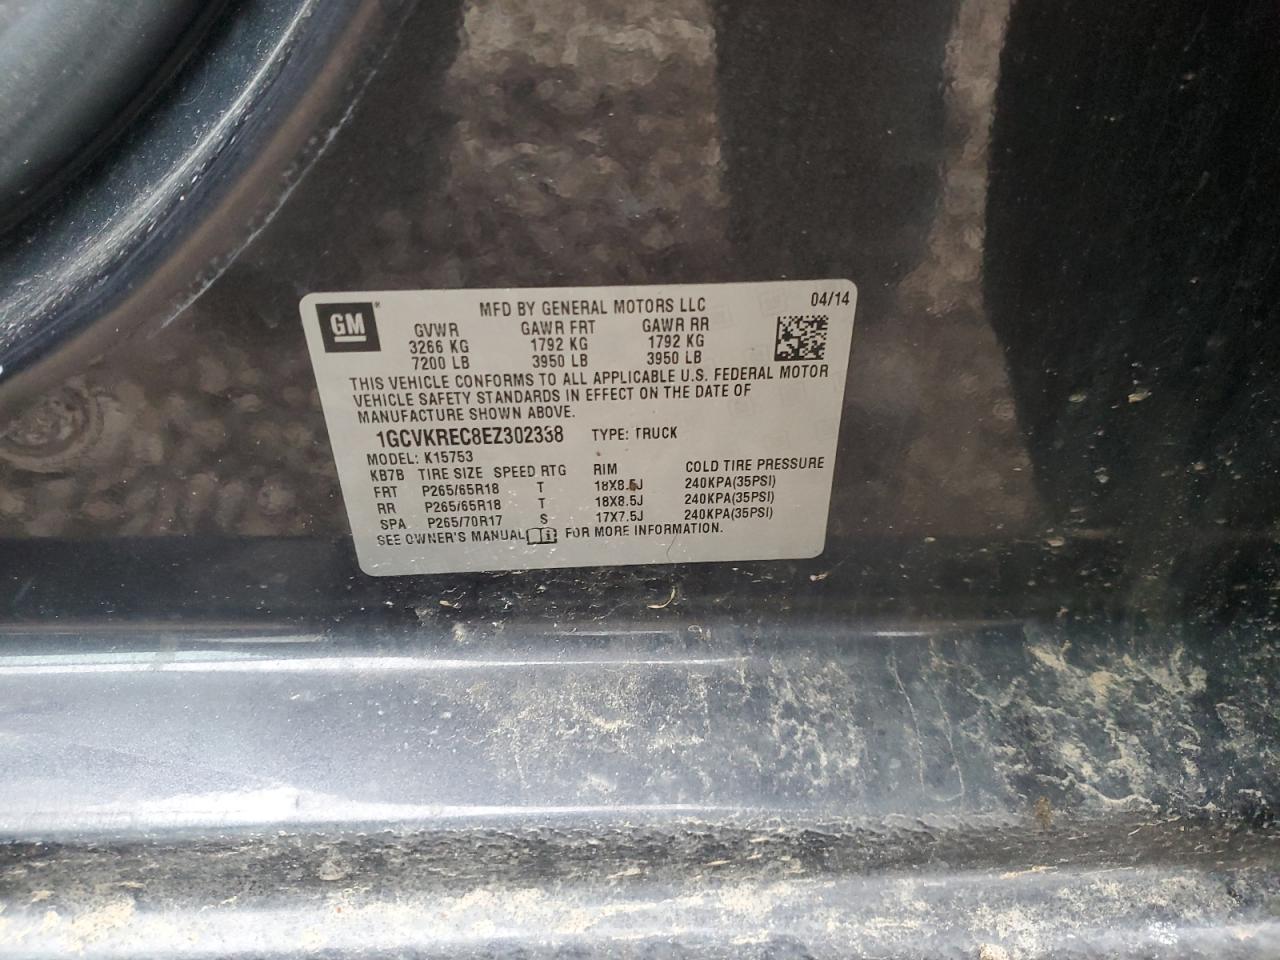 GM®
MFD BY GENERAL MOTORS LLC 04/14
GVWR GAWR FRT GAWR RR
3266 KG 1792 KG 1792 KG
7200 LB 3950 LB 3950 LB
THIS VEHICLE CONFORMS TO ALL APPLICABLE U.S. FEDERAL MOTOR
VEHICLE SAFETY STANDARDS IN EFFECT ON THE DATE OF
MANUFACTURE SHOWN ABOVE.
1GCVKREC8EZ302338 TYPE: TRUCK
MODEL: K15753
KB7B TIRE SIZE SPEED RTG RIM COLD TIRE PRESSURE
FRT P265/65R18 T 18X8.5J 240KPA(35PSI)
RR P265/65R18 T 18X8.5J 240KPA(35PSI)
SPA P265/70R17 S 17X7.5J 240KPA(35PSI)
SEE OWNER'S MANUAL FOR MORE INFORMATION.